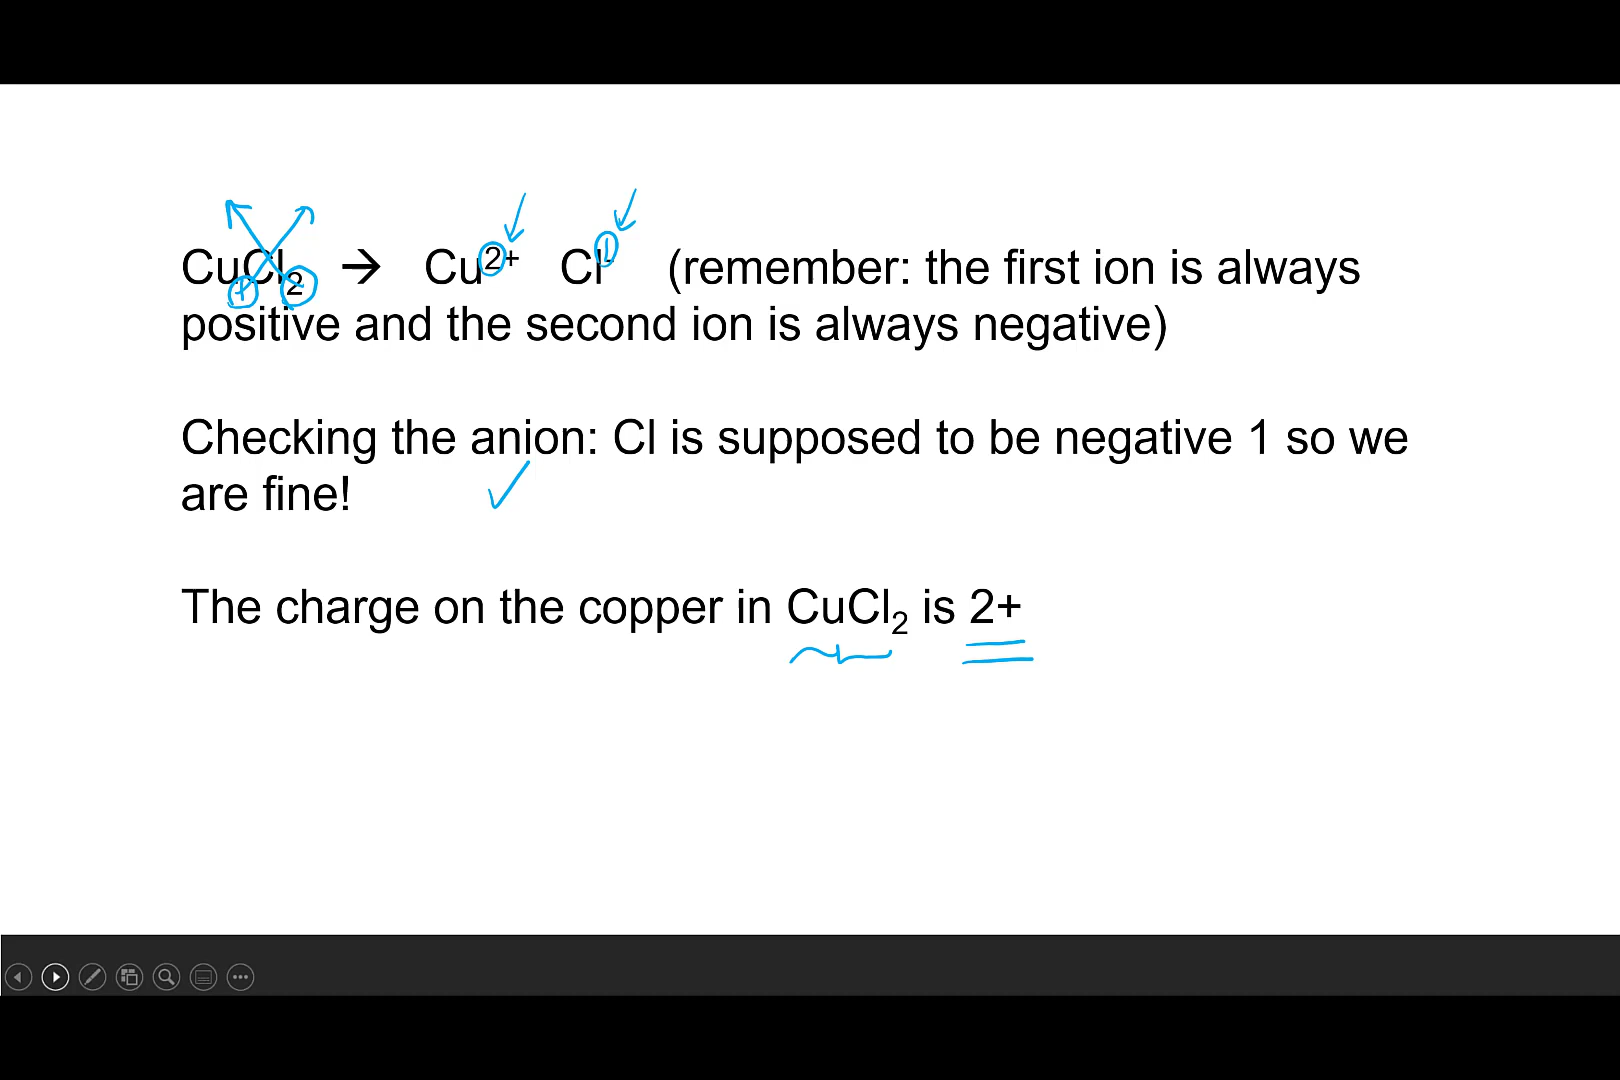 CuCl₂ → Cu²⁺ Cl⁻ (remember: the first ion is always
positive and the second ion is always negative)
Checking the anion: Cl is supposed to be negative 1 so we
are fine!
The charge on the copper in CuCl₂ is 2+